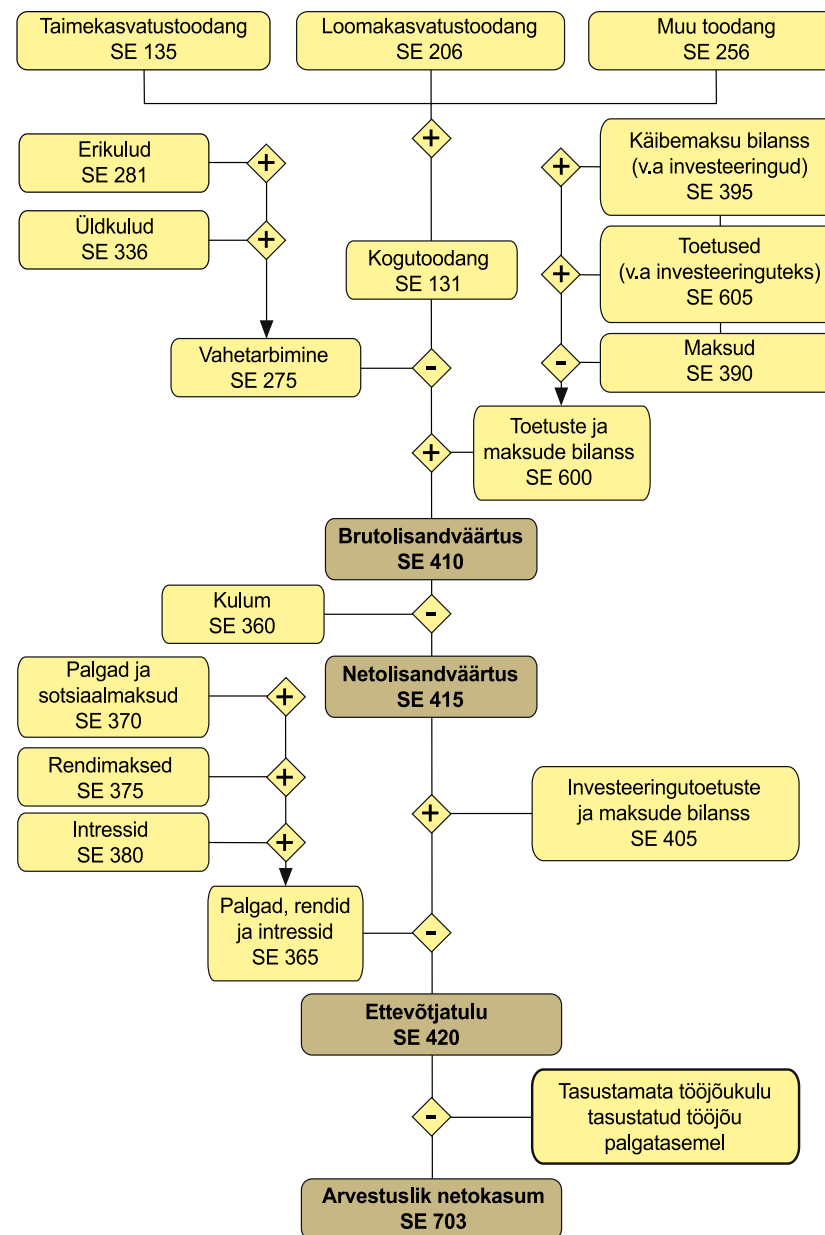 Taimekasvatustoodang
SE 135
Loomakasvatustoodang
SE 206
Muu toodang
SE 256
+
Erikulud
SE 281
+
Käibemaksu bilanss
(v.a investeeringud)
SE 395
+
Üldkulud
SE 336
+
Kogutoodang
SE 131
Toetused
(v.a investeeringuteks)
SE 605
+
Vahetarbimine
SE 275
-
Maksud
SE 390
-
+
Toetuste ja
maksude bilanss
SE 600
Brutolisandväärtus
SE 410
Kulum
SE 360
-
Netolisandväärtus
SE 415
Palgad ja
sotsiaalmaksud
SE 370
+
Rendimaksed
SE 375
+
Intressid
SE 380
+
+
Investeeringutoetuste
ja maksude bilanss
SE 405
Palgad, rendid
ja intressid
SE 365
-
Ettevõtjatulu
SE 420
-
Tasustamata tööjõukulu
tasustatud tööjõu
palgatasemel
Arvestuslik netokasum
SE 703